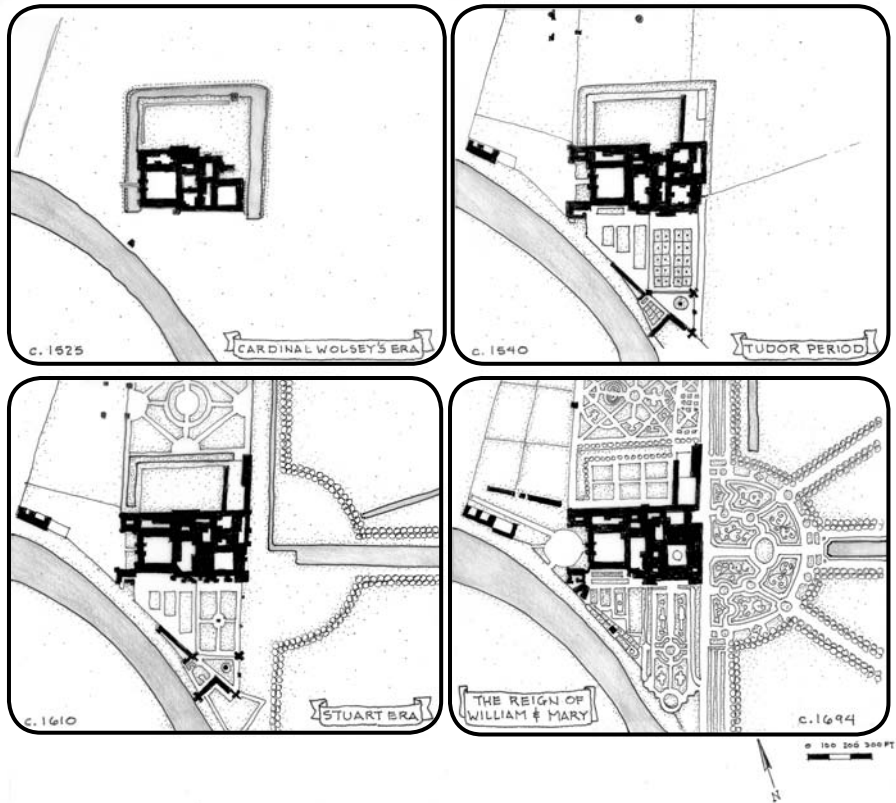 c. 1525
CARDINAL WOLSEY'S ERA
c. 1540
TUDOR PERIOD
c. 1610
STUART ERA
THE REIGN OF
WILLIAM & MARY
c. 1694
0 100 200 300 FT
N